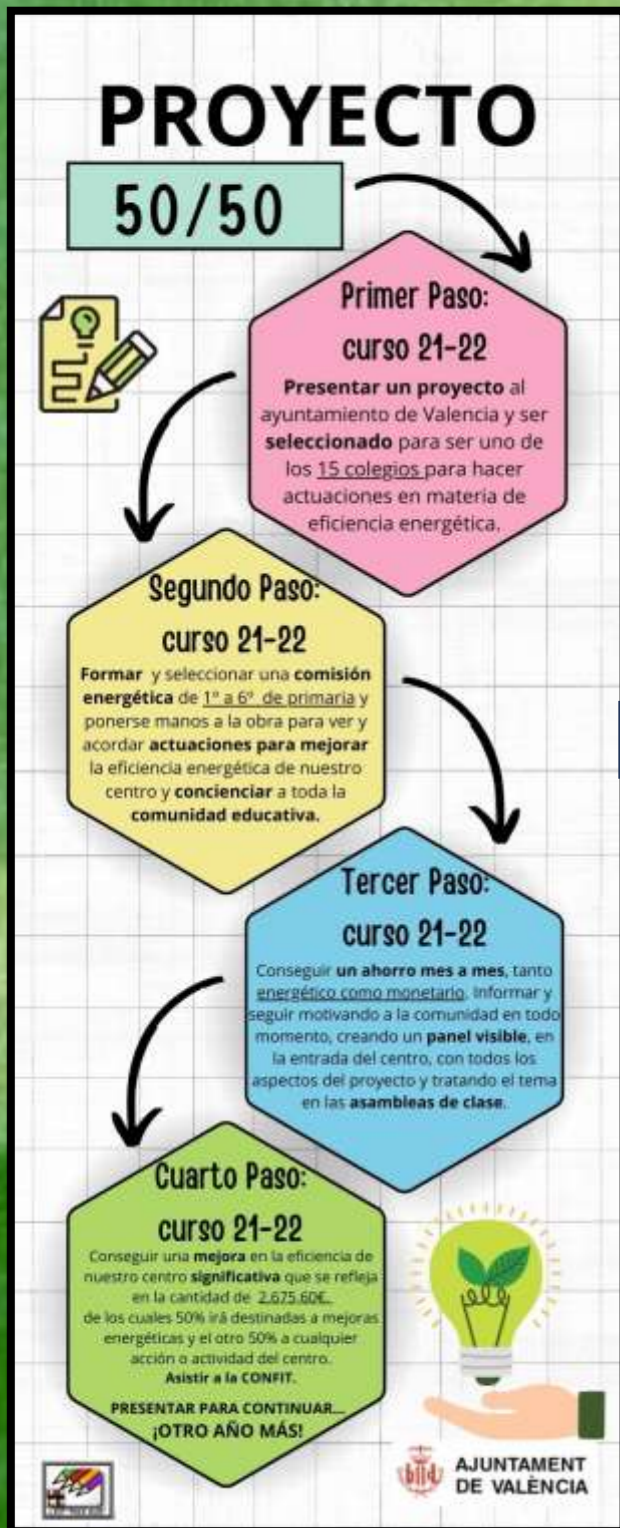 PROYECTO
50/50
Primer Paso:
curso 21-22
Presentar un proyecto al
ayuntamiento de Valencia y ser
seleccionado para ser uno de
los 15 colegios para hacer
actuaciones en materia de
eficiencia energética.
Segundo Paso:
curso 21-22
Formar y seleccionar una comisión
energética de 1º a 6º de primaria y
ponerse manos a la obra para ver y
acordar actuaciones para mejorar
la eficiencia energética de nuestro
centro y concienciar a toda la
comunidad educativa.
Tercer Paso:
curso 21-22
Conseguir un ahorro mes a mes, tanto
energético como monetario. Informar y
seguir motivando a la comunidad en todo
momento, creando un panel visible, en
la entrada del centro, con todos los
aspectos del proyecto y tratando el tema
en las asambleas de clase.
Cuarto Paso:
curso 21-22
Conseguir una mejora en la eficiencia de
nuestro centro significativa que se refleja
en la cantidad de 2.675.60€
de los cuales 50% irá destinadas a mejoras
energéticas y el otro 50% a cualquier
acción o actividad del centro.
Asistir a la CONFIT.
PRESENTAR PARA CONTINUAR...
¡OTRO AÑO MÁS!
AJUNTAMENT
DE VALÈNCIA